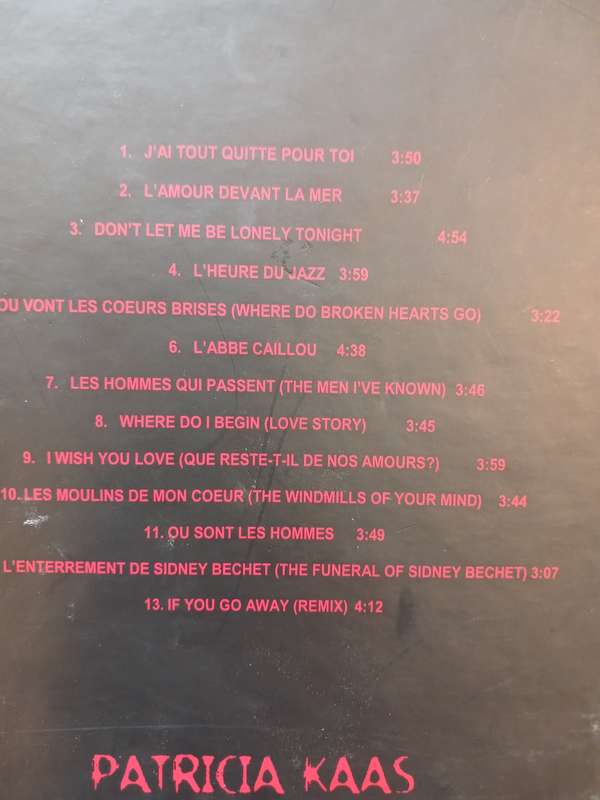 1. J'AI TOUT QUITTE POUR TOI 3:50
2. L'AMOUR DEVANT LA MER 3:37
3. DON'T LET ME BE LONELY TONIGHT 4:54
4. L'HEURE DU JAZZ 3:59
OU VONT LES COEURS BRISES (WHERE DO BROKEN HEARTS GO) 3:22
6. L'ABBE CAILLOU 4:38
7. LES HOMMES QUI PASSENT (THE MEN I'VE KNOWN) 3:46
8. WHERE DO I BEGIN (LOVE STORY) 3:45
9. I WISH YOU LOVE (QUE RESTE-T-IL DE NOS AMOURS?) 3:59
10. LES MOULINS DE MON COEUR (THE WINDMILLS OF YOUR MIND) 3:44
11. OU SONT LES HOMMES 3:49
L'ENTERREMENT DE SIDNEY BECHET (THE FUNERAL OF SIDNEY BECHET) 3:07
13. IF YOU GO AWAY (REMIX) 4:12
PATRICIA KAAS